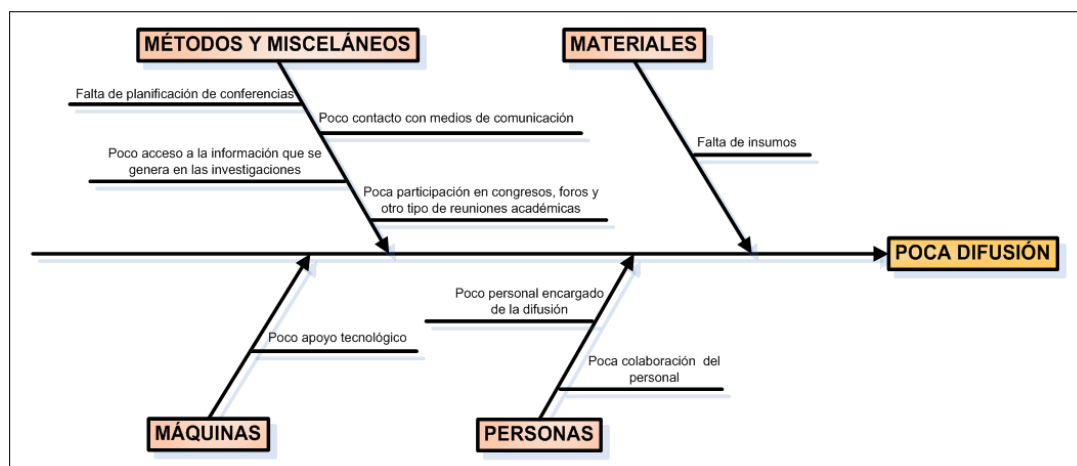 MÉTODOS Y MISCELÁNEOS
MATERIALES
Falta de planificación de conferencias
Poco contacto con medios de comunicación
Poco acceso a la información que se
genera en las investigaciones
Poca participación en congresos, foros y
otro tipo de reuniones académicas
Falta de insumos
POCA DIFUSIÓN
Poco apoyo tecnológico
Poco personal encargado
de la difusión
Poca colaboración del
personal
MÁQUINAS
PERSONAS